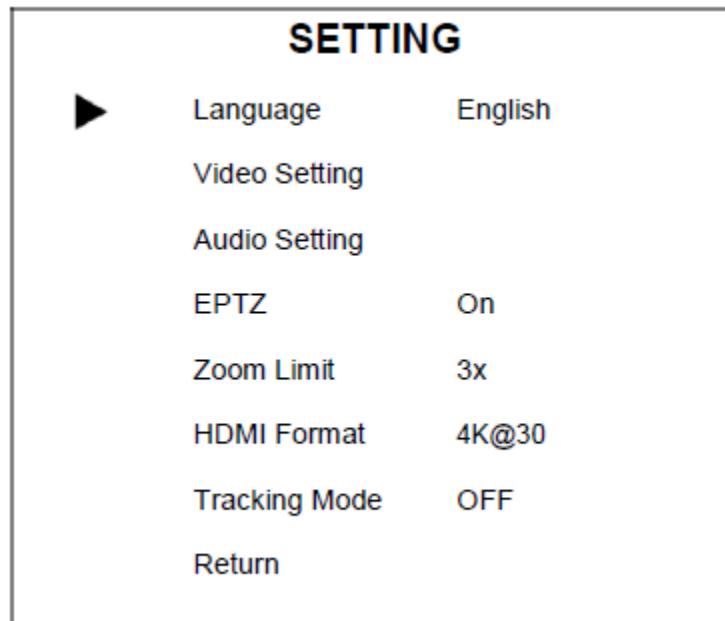 SETTING
Language English
Video Setting
Audio Setting
EPTZ On
Zoom Limit 3x
HDMI Format 4K@30
Tracking Mode OFF
Return